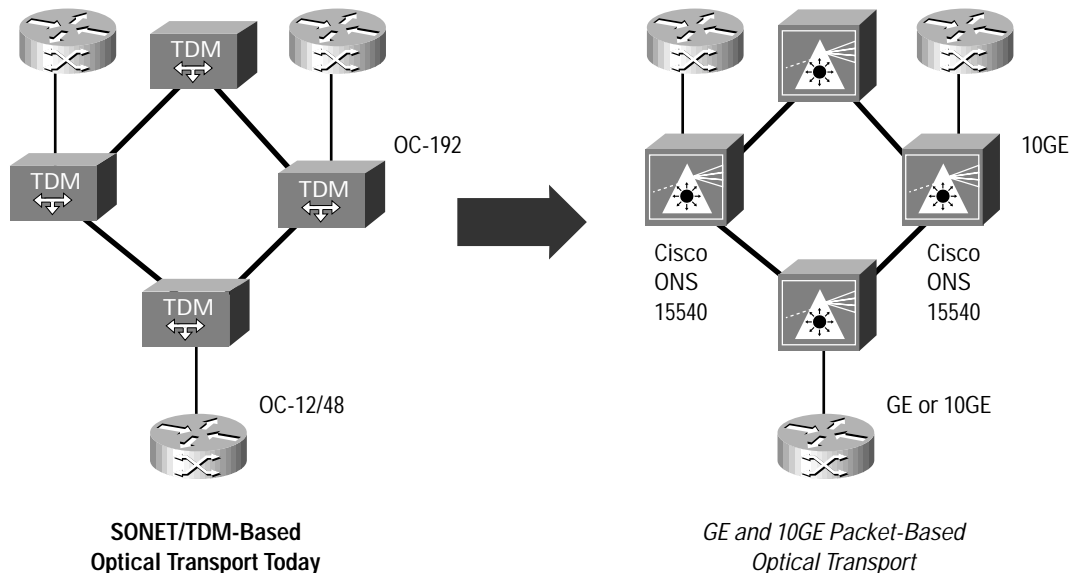 TDM
OC-192
TDM
TDM
TDM
OC-12/48
SONET/TDM-Based
Optical Transport Today
10GE
Cisco
ONS
15540
Cisco
ONS
15540
GE or 10GE
GE and 10GE Packet-Based
Optical Transport